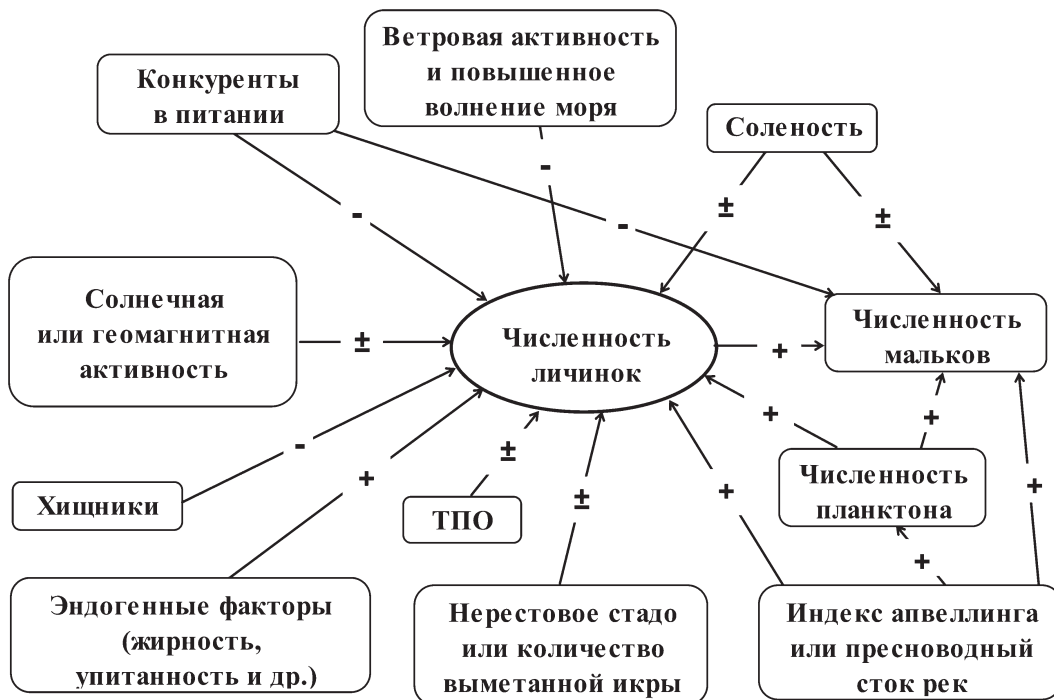 Ветровая активность
и повышенное
волнение моря
Конкуренты
в питании
Соленость
-
-
±
±
-
Солнечная
или геомагнитная
активность
±
Численность
личинок
+
Численность
мальков
-
+
±
+
+
Хищники
ТПО
±
+
Численность
планктона
+
+
Эндогенные факторы
(жирность,
упитанность и др.)
Нерестовое стадо
или количество
выметанной икры
Индекс апвеллинга
или пресноводный
сток рек